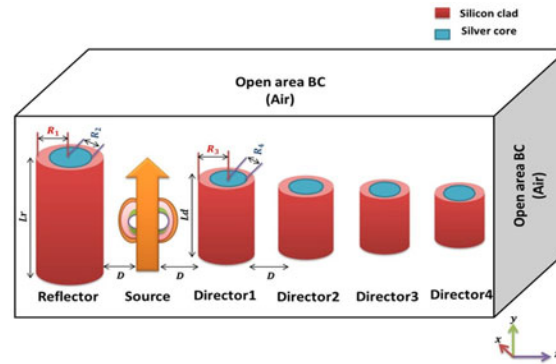 Silicon clad
Silver core
Open area BC
(Air)
Open area BC
(Air)
R₁
R₂
R₃
R₄
Lr
Ld
D
D
D
Reflector
Source
Director1
Director2
Director3
Director4
y
x